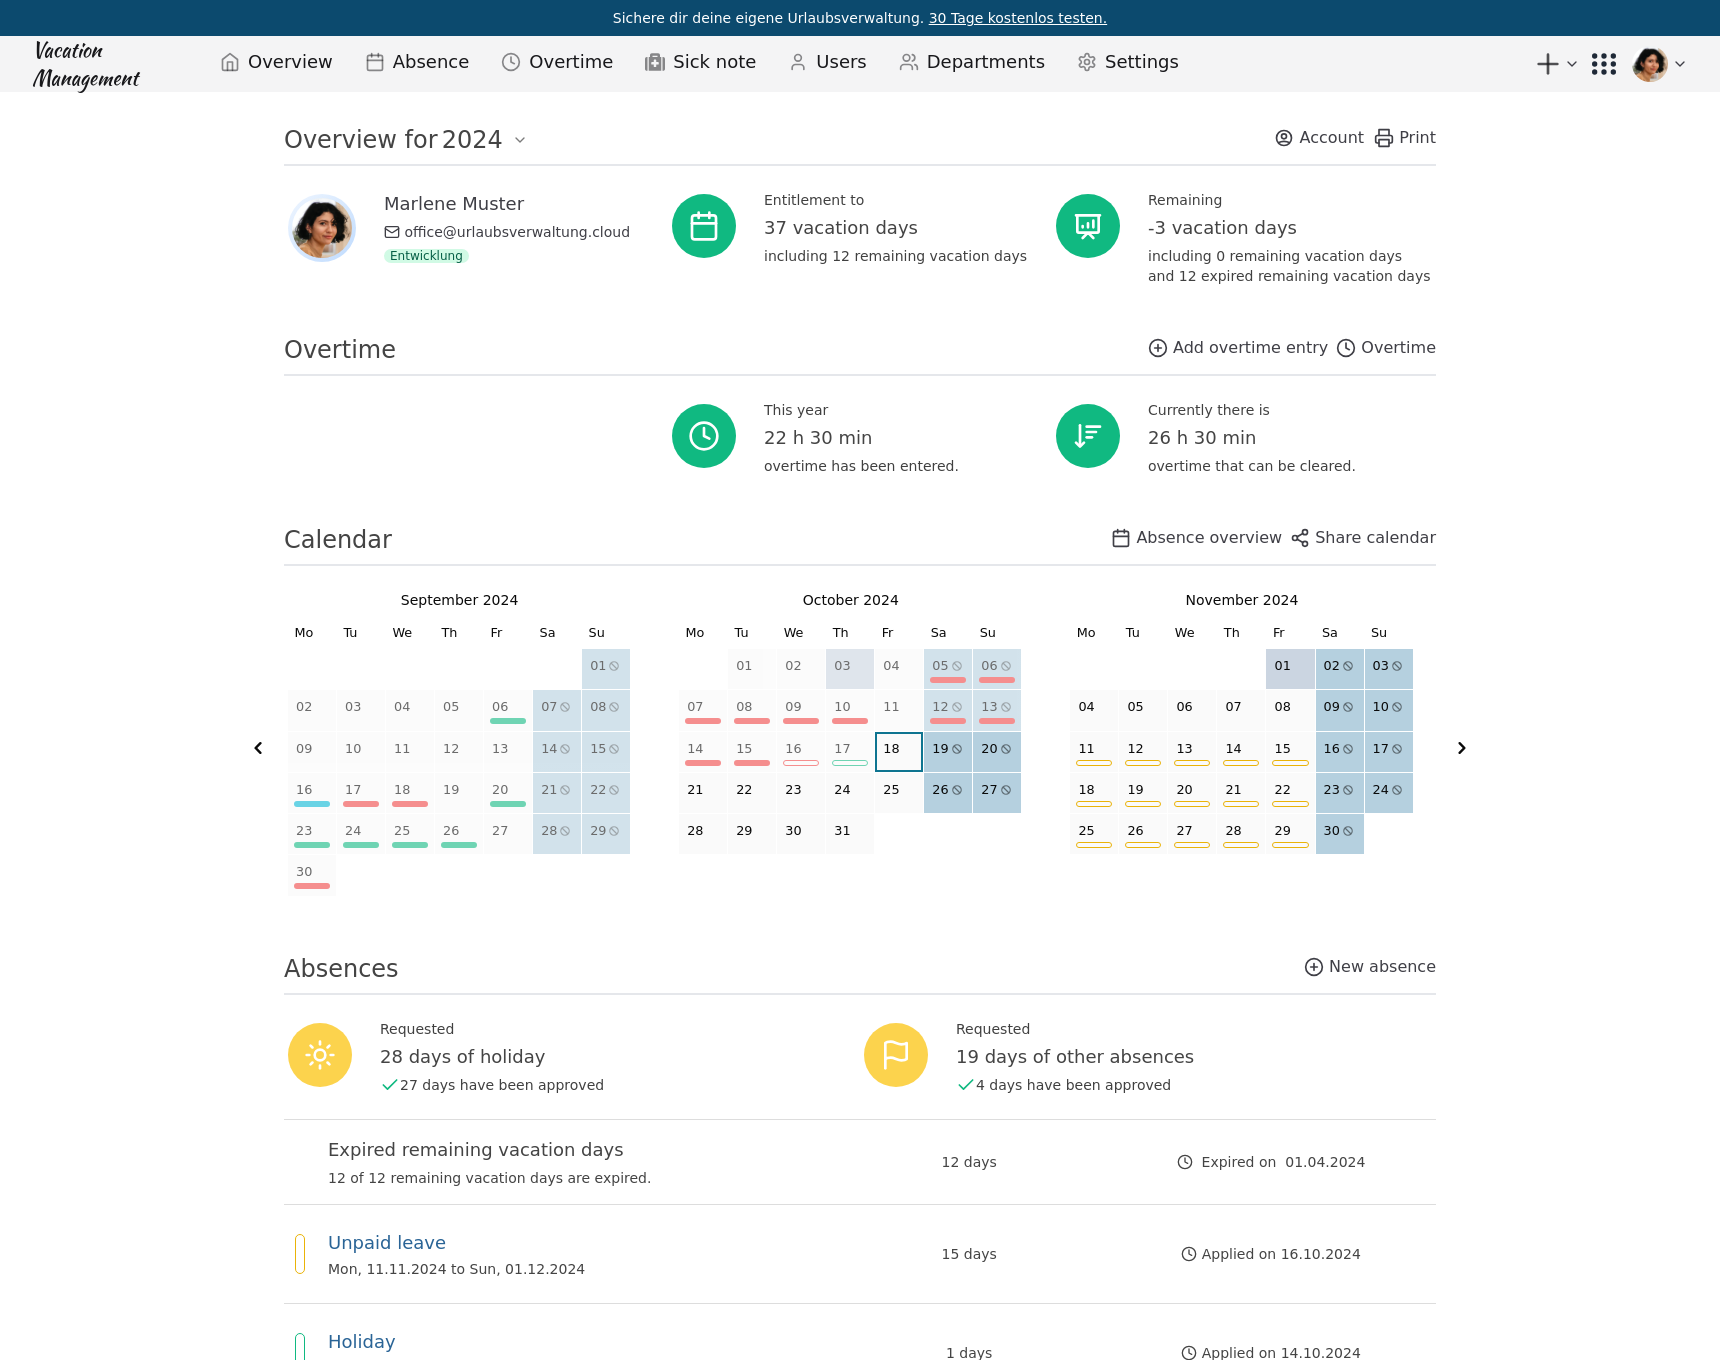 Sichere dir deine eigene Urlaubsverwaltung. 30 Tage kostenlos testen.
Vacation
Management
Overview Absence Overtime Sick note Users Departments Settings
Overview for 2024 Account Print
Marlene Muster
office@urlaubsverwaltung.cloud
Entwicklung
Entitlement to
37 vacation days
including 12 remaining vacation days
Remaining
-3 vacation days
including 0 remaining vacation days
and 12 expired remaining vacation days
Overtime Add overtime entry Overtime
This year
22 h 30 min
overtime has been entered.
Currently there is
26 h 30 min
overtime that can be cleared.
Calendar Absence overview Share calendar
September 2024
Mo Tu We Th Fr Sa Su
01
02 03 04 05 06 07 08
09 10 11 12 13 14 15
16 17 18 19 20 21 22
23 24 25 26 27 28 29
30
October 2024
Mo Tu We Th Fr Sa Su
01 02 03 04 05 06
07 08 09 10 11 12 13
14 15 16 17 18 19 20
21 22 23 24 25 26 27
28 29 30 31
November 2024
Mo Tu We Th Fr Sa Su
01 02 03
04 05 06 07 08 09 10
11 12 13 14 15 16 17
18 19 20 21 22 23 24
25 26 27 28 29 30
Absences New absence
Requested
28 days of holiday
27 days have been approved
Requested
19 days of other absences
4 days have been approved
Expired remaining vacation days
12 of 12 remaining vacation days are expired.
12 days
Expired on 01.04.2024
Unpaid leave
Mon, 11.11.2024 to Sun, 01.12.2024
15 days
Applied on 16.10.2024
Holiday
1 days
Applied on 14.10.2024